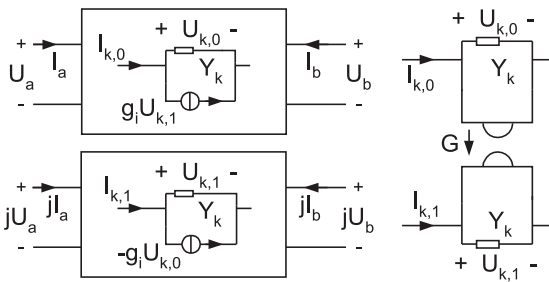 + U_{k,0} -
+ I_a I_{k,0} I_b +
U_a Y_k U_b
- g_iU_{k,1} -
+ U_{k,1} -
+ jI_a I_{k,1} jI_b +
jU_a Y_k jU_b
- -g_iU_{k,0} -
+ U_{k,0} -
I_{k,0} Y_k
G
I_{k,1} Y_k
+ U_{k,1} -